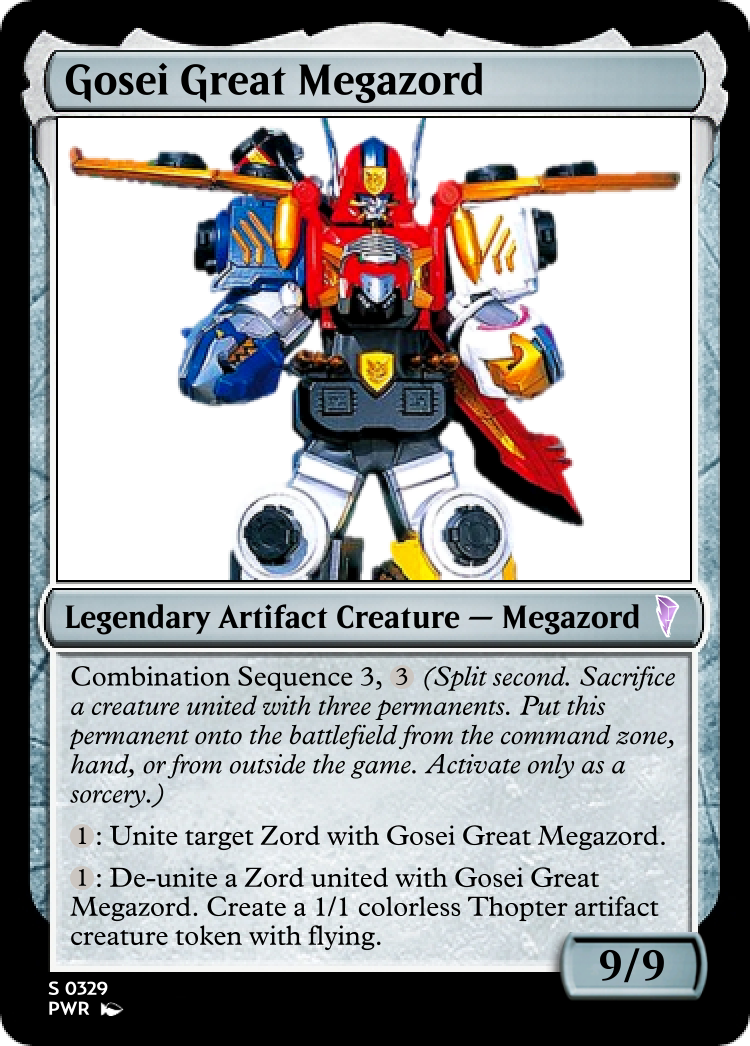 Gosei Great Megazord
Legendary Artifact Creature — Megazord
Combination Sequence 3, 3 (Split second. Sacrifice
a creature united with three permanents. Put this
permanent onto the battlefield from the command zone,
hand, or from outside the game. Activate only as a
sorcery.)
1: Unite target Zord with Gosei Great Megazord.
1: De-unite a Zord united with Gosei Great
Megazord. Create a 1/1 colorless Thopter artifact
creature token with flying.
9/9
S 0329
PWR